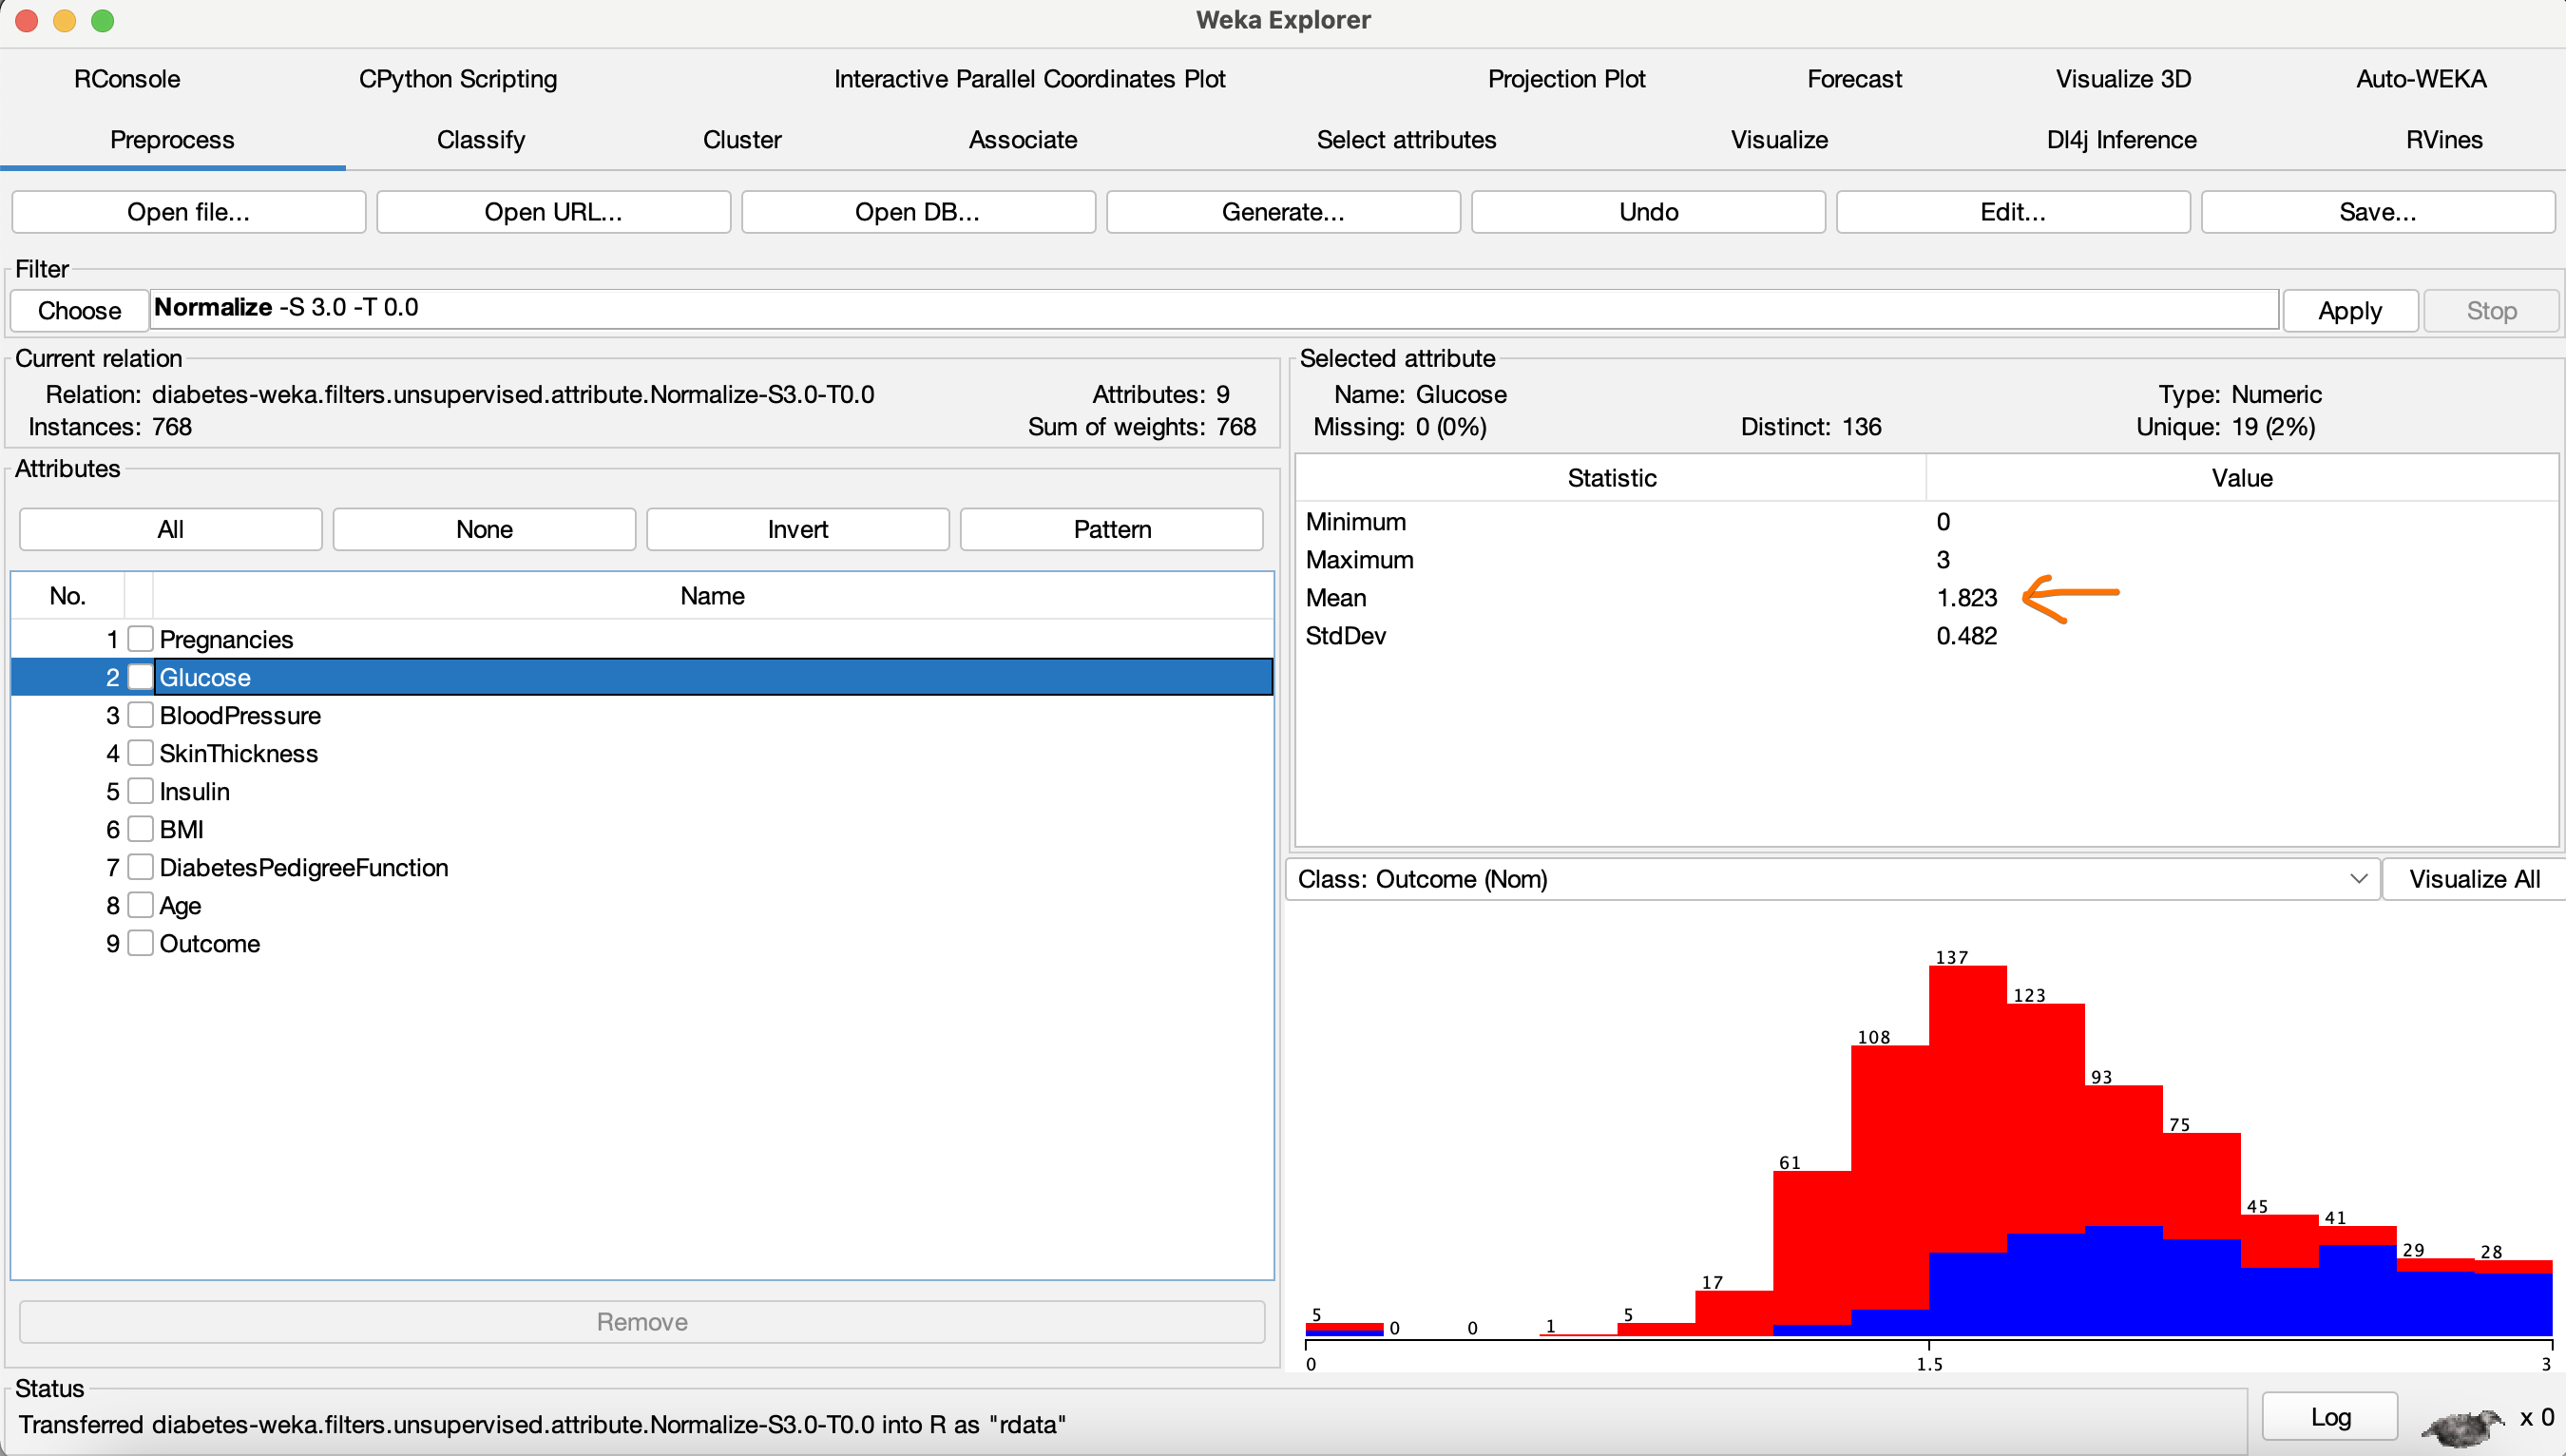 Weka Explorer
RConsole CPython Scripting Interactive Parallel Coordinates Plot Projection Plot Forecast Visualize 3D Auto-WEKA
Preprocess Classify Cluster Associate Select attributes Visualize Dl4j Inference RVines
Open file... Open URL... Open DB... Generate... Undo Edit... Save...
Filter
Choose Normalize -S 3.0 -T 0.0 Apply Stop
Current relation
Relation: diabetes-weka.filters.unsupervised.attribute.Normalize-S3.0-T0.0 Attributes: 9
Instances: 768 Sum of weights: 768
Attributes
All None Invert Pattern
No. Name
1 Pregnancies
2 Glucose
3 BloodPressure
4 SkinThickness
5 Insulin
6 BMI
7 DiabetesPedigreeFunction
8 Age
9 Outcome
Remove
Selected attribute
Name: Glucose Type: Numeric
Missing: 0 (0%) Distinct: 136 Unique: 19 (2%)
Statistic Value
Minimum 0
Maximum 3
Mean 1.823
StdDev 0.482
Class: Outcome (Nom) Visualize All
5 0 0 1 5 17 61 108 137 123 93 75 45 41 29 28
0 1.5 3
Status
Transferred diabetes-weka.filters.unsupervised.attribute.Normalize-S3.0-T0.0 into R as "rdata"
Log x 0